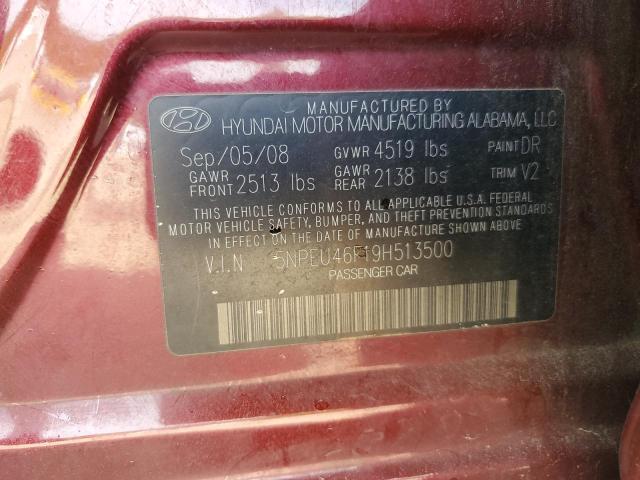 MANUFACTURED BY
HYUNDAI MOTOR MANUFACTURING ALABAMA, LLC
Sep/05/08 GVWR 4519 lbs PAINT DR
GAWR FRONT 2513 lbs GAWR REAR 2138 lbs TRIM V2
THIS VEHICLE CONFORMS TO ALL APPLICABLE U.S.A. FEDERAL
MOTOR VEHICLE SAFETY, BUMPER, AND THEFT PREVENTION STANDARDS
IN EFFECT ON THE DATE OF MANUFACTURE SHOWN ABOVE.
V.I.N 5NPEU46F19H513500
PASSENGER CAR